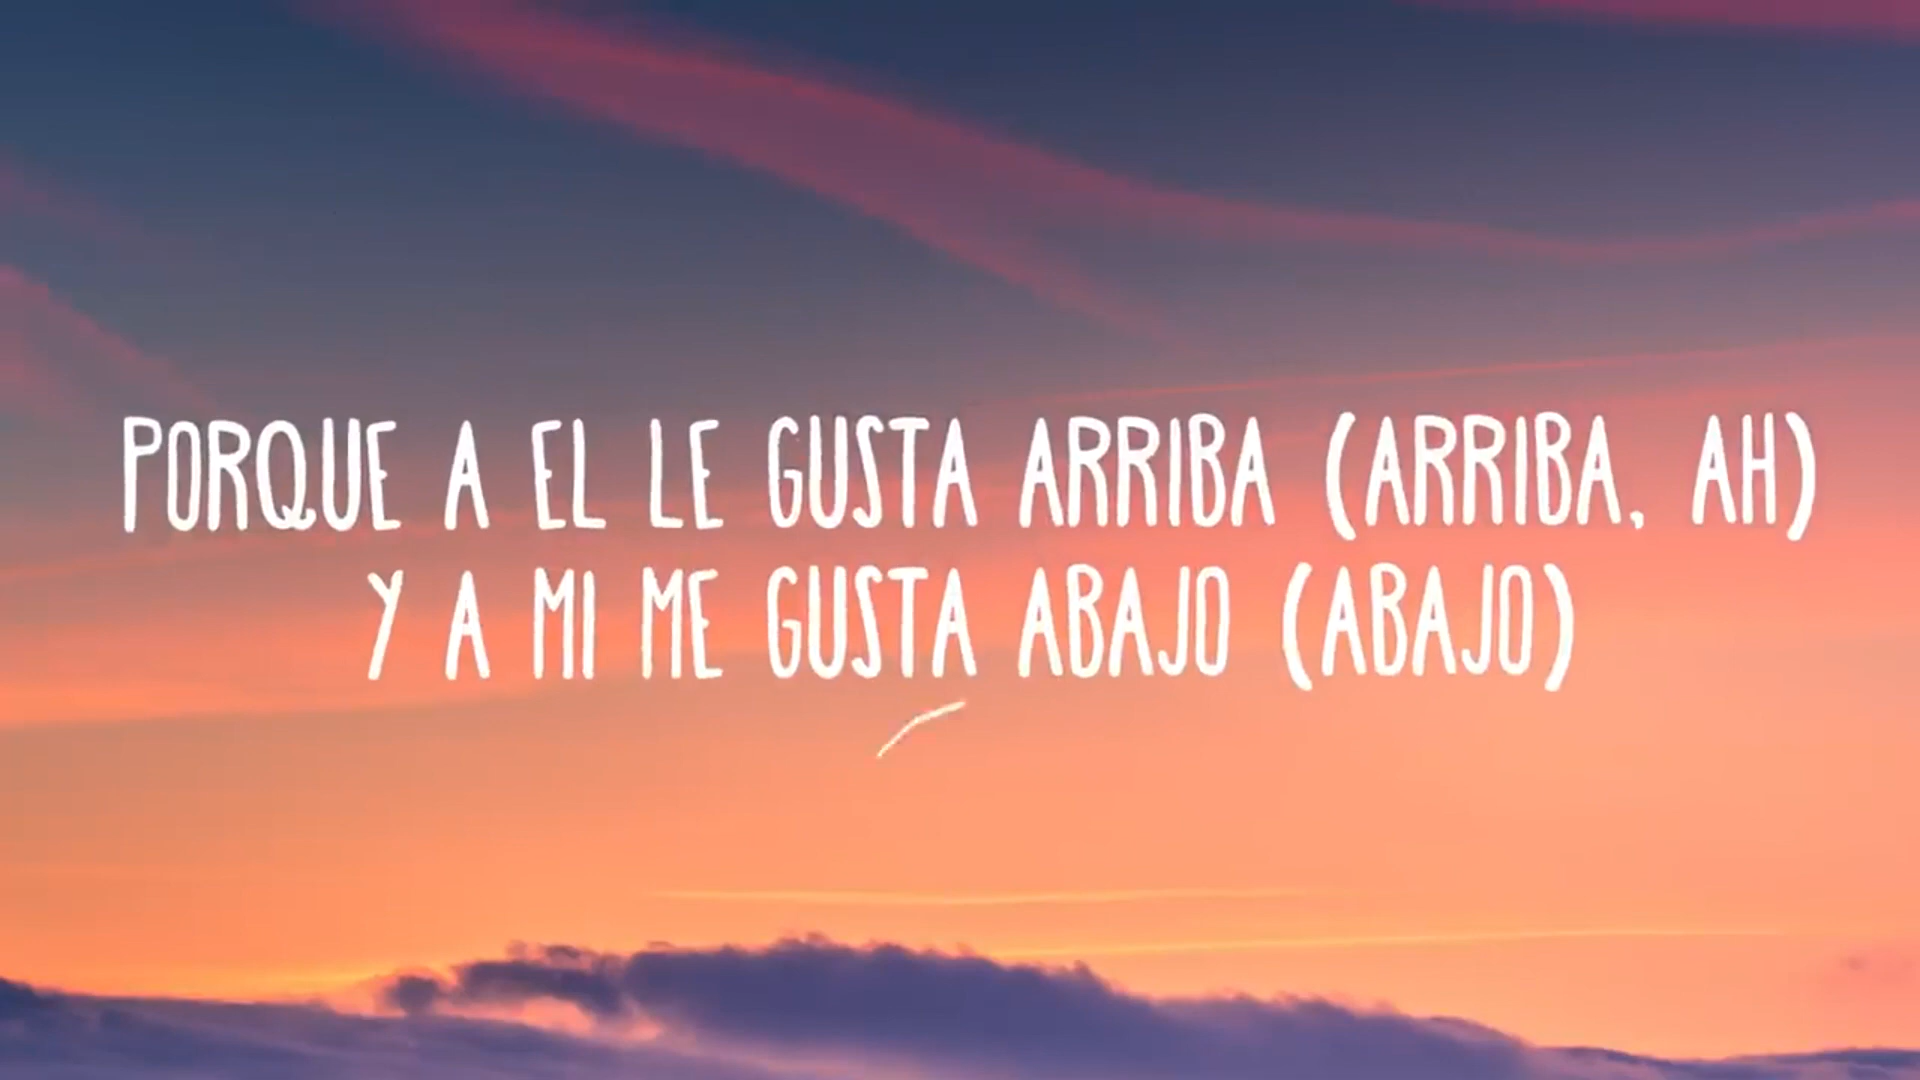 PORQUE A EL LE GUSTA ARRIBA (ARRIBA, AH)
Y A MI ME GUSTA ABAJO (ABAJO)